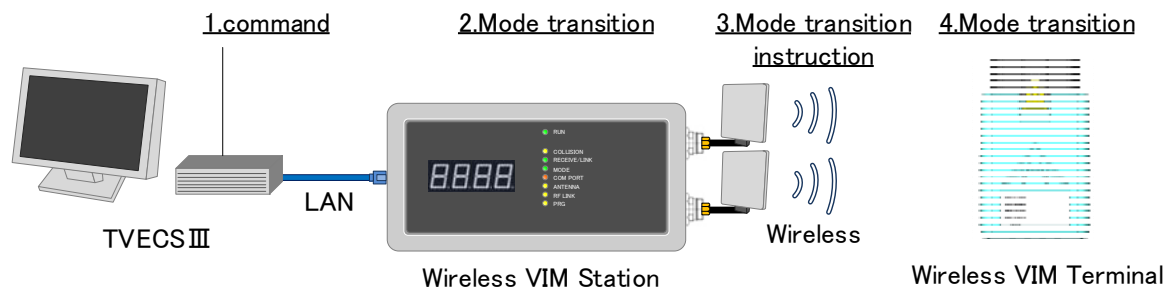 1.command
2.Mode transition
3.Mode transition
instruction
4.Mode transition
8888
RUN
COLLISION
RECEIVE/LINK
MODE
COM PORT
ANTENNA
RF LINK
PRG
LAN
Wireless
TVECSⅢ
Wireless VIM Station
Wireless VIM Terminal